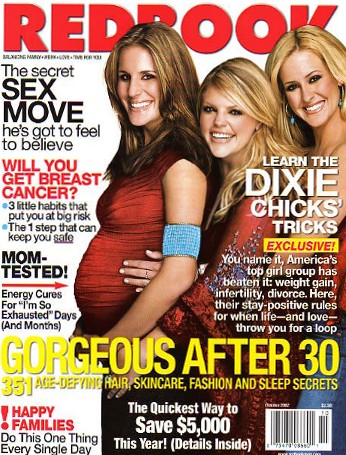 REDBOOK
BALANCING FAMILY • WORK • LOVE • TIME FOR YOU
The secret
SEX
MOVE
he's got to feel
to believe
WILL YOU
GET BREAST
CANCER?
• 3 little habits that
put you at big risk
• The 1 step that can
keep you safe
MOM-
TESTED!
Energy Cures
for "I'm So
Exhausted" Days
(And Months)
LEARN THE
DIXIE
CHICKS'
TRICKS
EXCLUSIVE!
You name it, America's
top girl group has
beaten it: weight gain,
infertility, divorce. Here,
their stay-positive rules
for when life—and love—
throw you for a loop
GORGEOUS AFTER 30
351 AGE-DEFYING HAIR, SKINCARE, FASHION AND SLEEP SECRETS
! HAPPY
FAMILIES
Do This One Thing
Every Single Day
The Quickest Way to
Save $5,000
This Year! (Details Inside)
October 2002
10